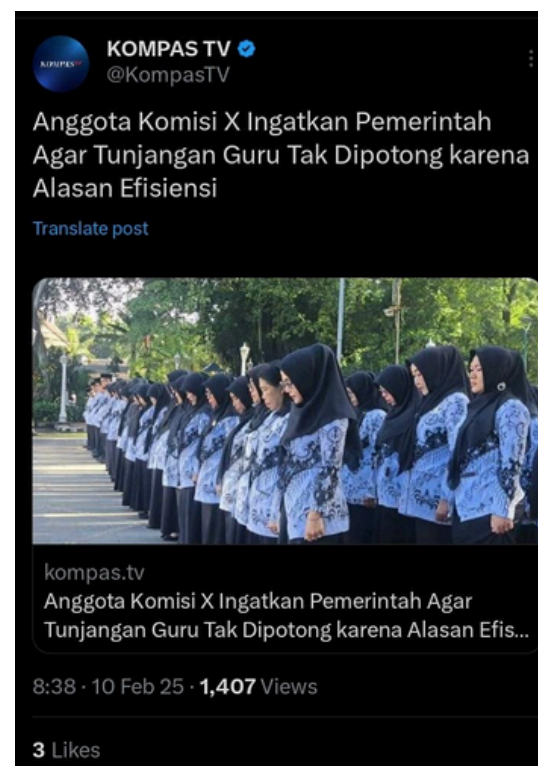 KOMPAS TV
@KompasTV
KOMPAS TV
Anggota Komisi X Ingatkan Pemerintah
Agar Tunjangan Guru Tak Dipotong karena
Alasan Efisiensi
Translate post
kompas.tv
Anggota Komisi X Ingatkan Pemerintah Agar
Tunjangan Guru Tak Dipotong karena Alasan Efis...
8:38 · 10 Feb 25 · 1,407 Views
3 Likes